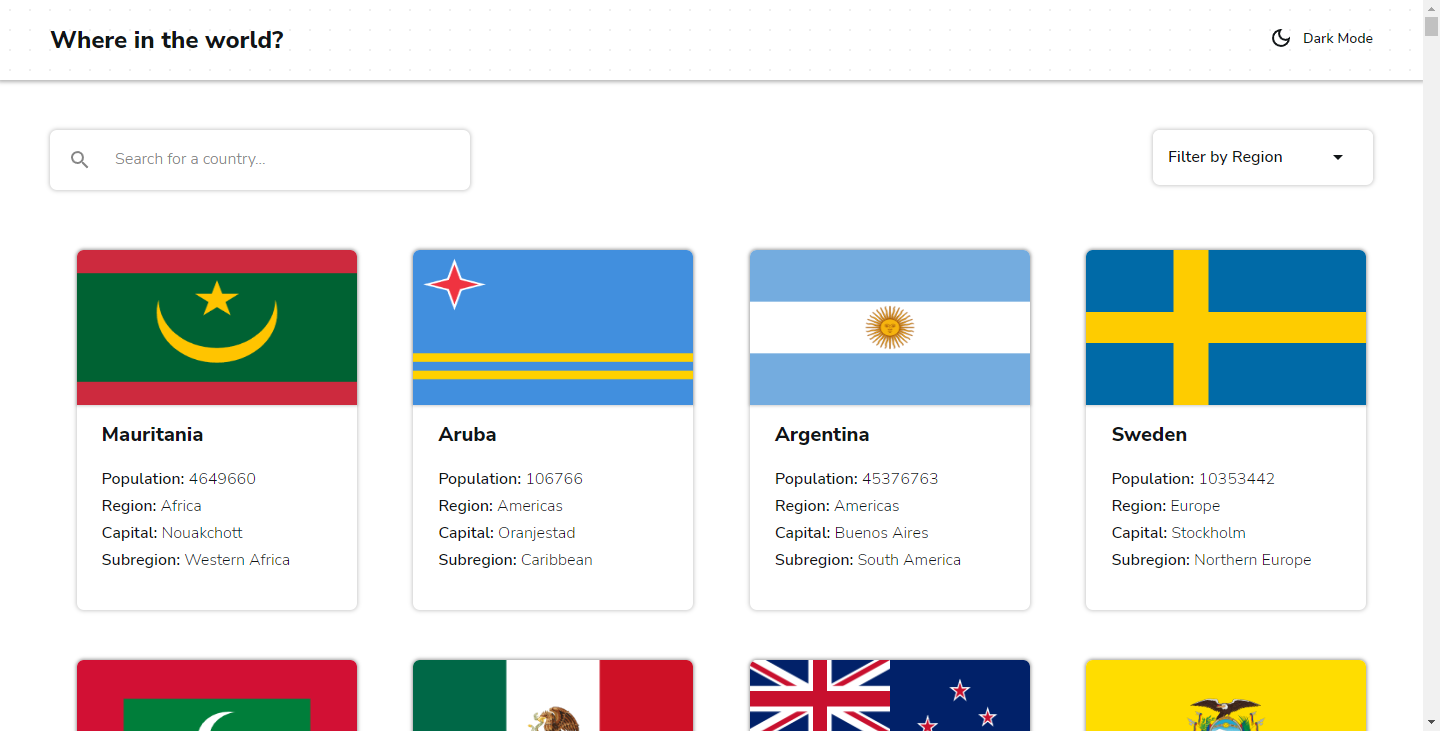 Where in the world?
Dark Mode
Search for a country...
Filter by Region
Mauritania
Population: 4649660
Region: Africa
Capital: Nouakchott
Subregion: Western Africa
Aruba
Population: 106766
Region: Americas
Capital: Oranjestad
Subregion: Caribbean
Argentina
Population: 45376763
Region: Americas
Capital: Buenos Aires
Subregion: South America
Sweden
Population: 10353442
Region: Europe
Capital: Stockholm
Subregion: Northern Europe